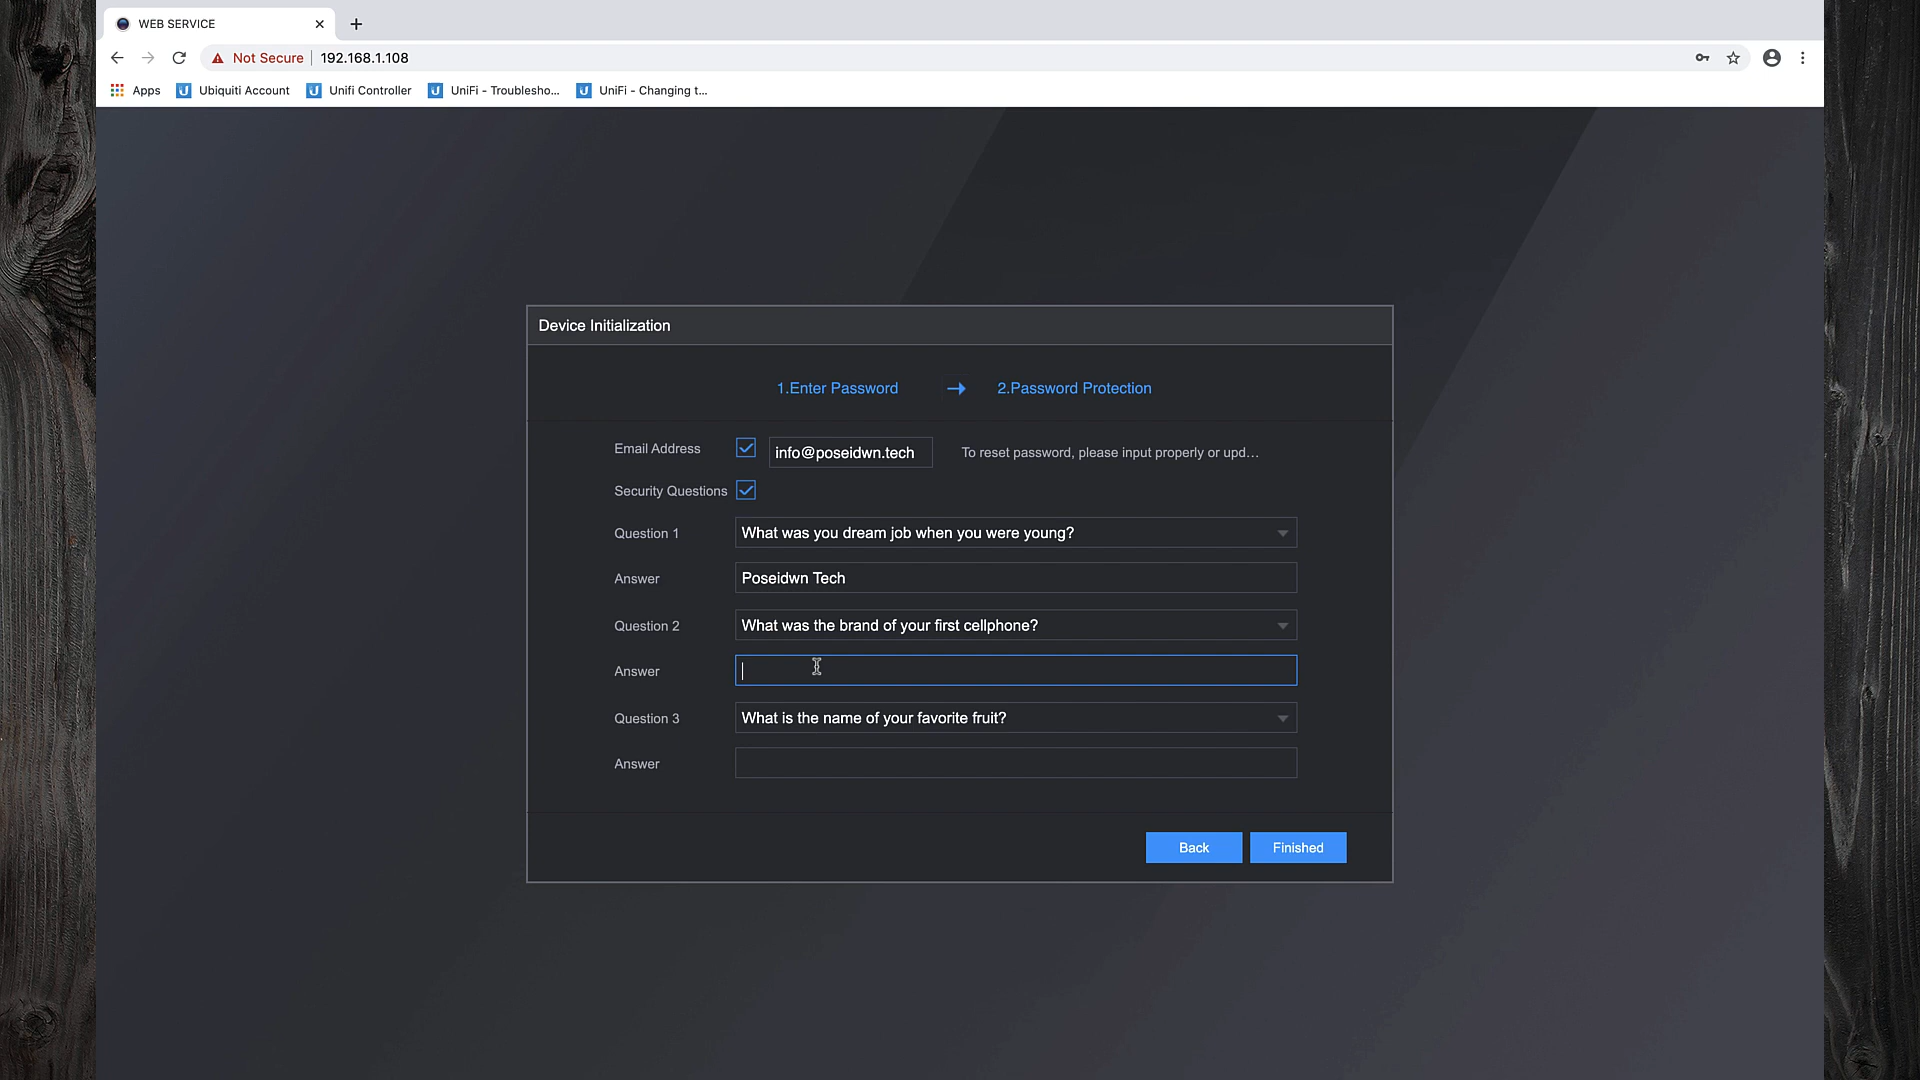 WEB SERVICE
Not Secure | 192.168.1.108
Apps Ubiquiti Account Unifi Controller UniFi - Troublesho... UniFi - Changing t...
Device Initialization
1.Enter Password → 2.Password Protection
Email Address info@poseidwn.tech To reset password, please input properly or upd...
Security Questions
Question 1 What was you dream job when you were young?
Answer Poseidwn Tech
Question 2 What was the brand of your first cellphone?
Answer
Question 3 What is the name of your favorite fruit?
Answer
Back Finished